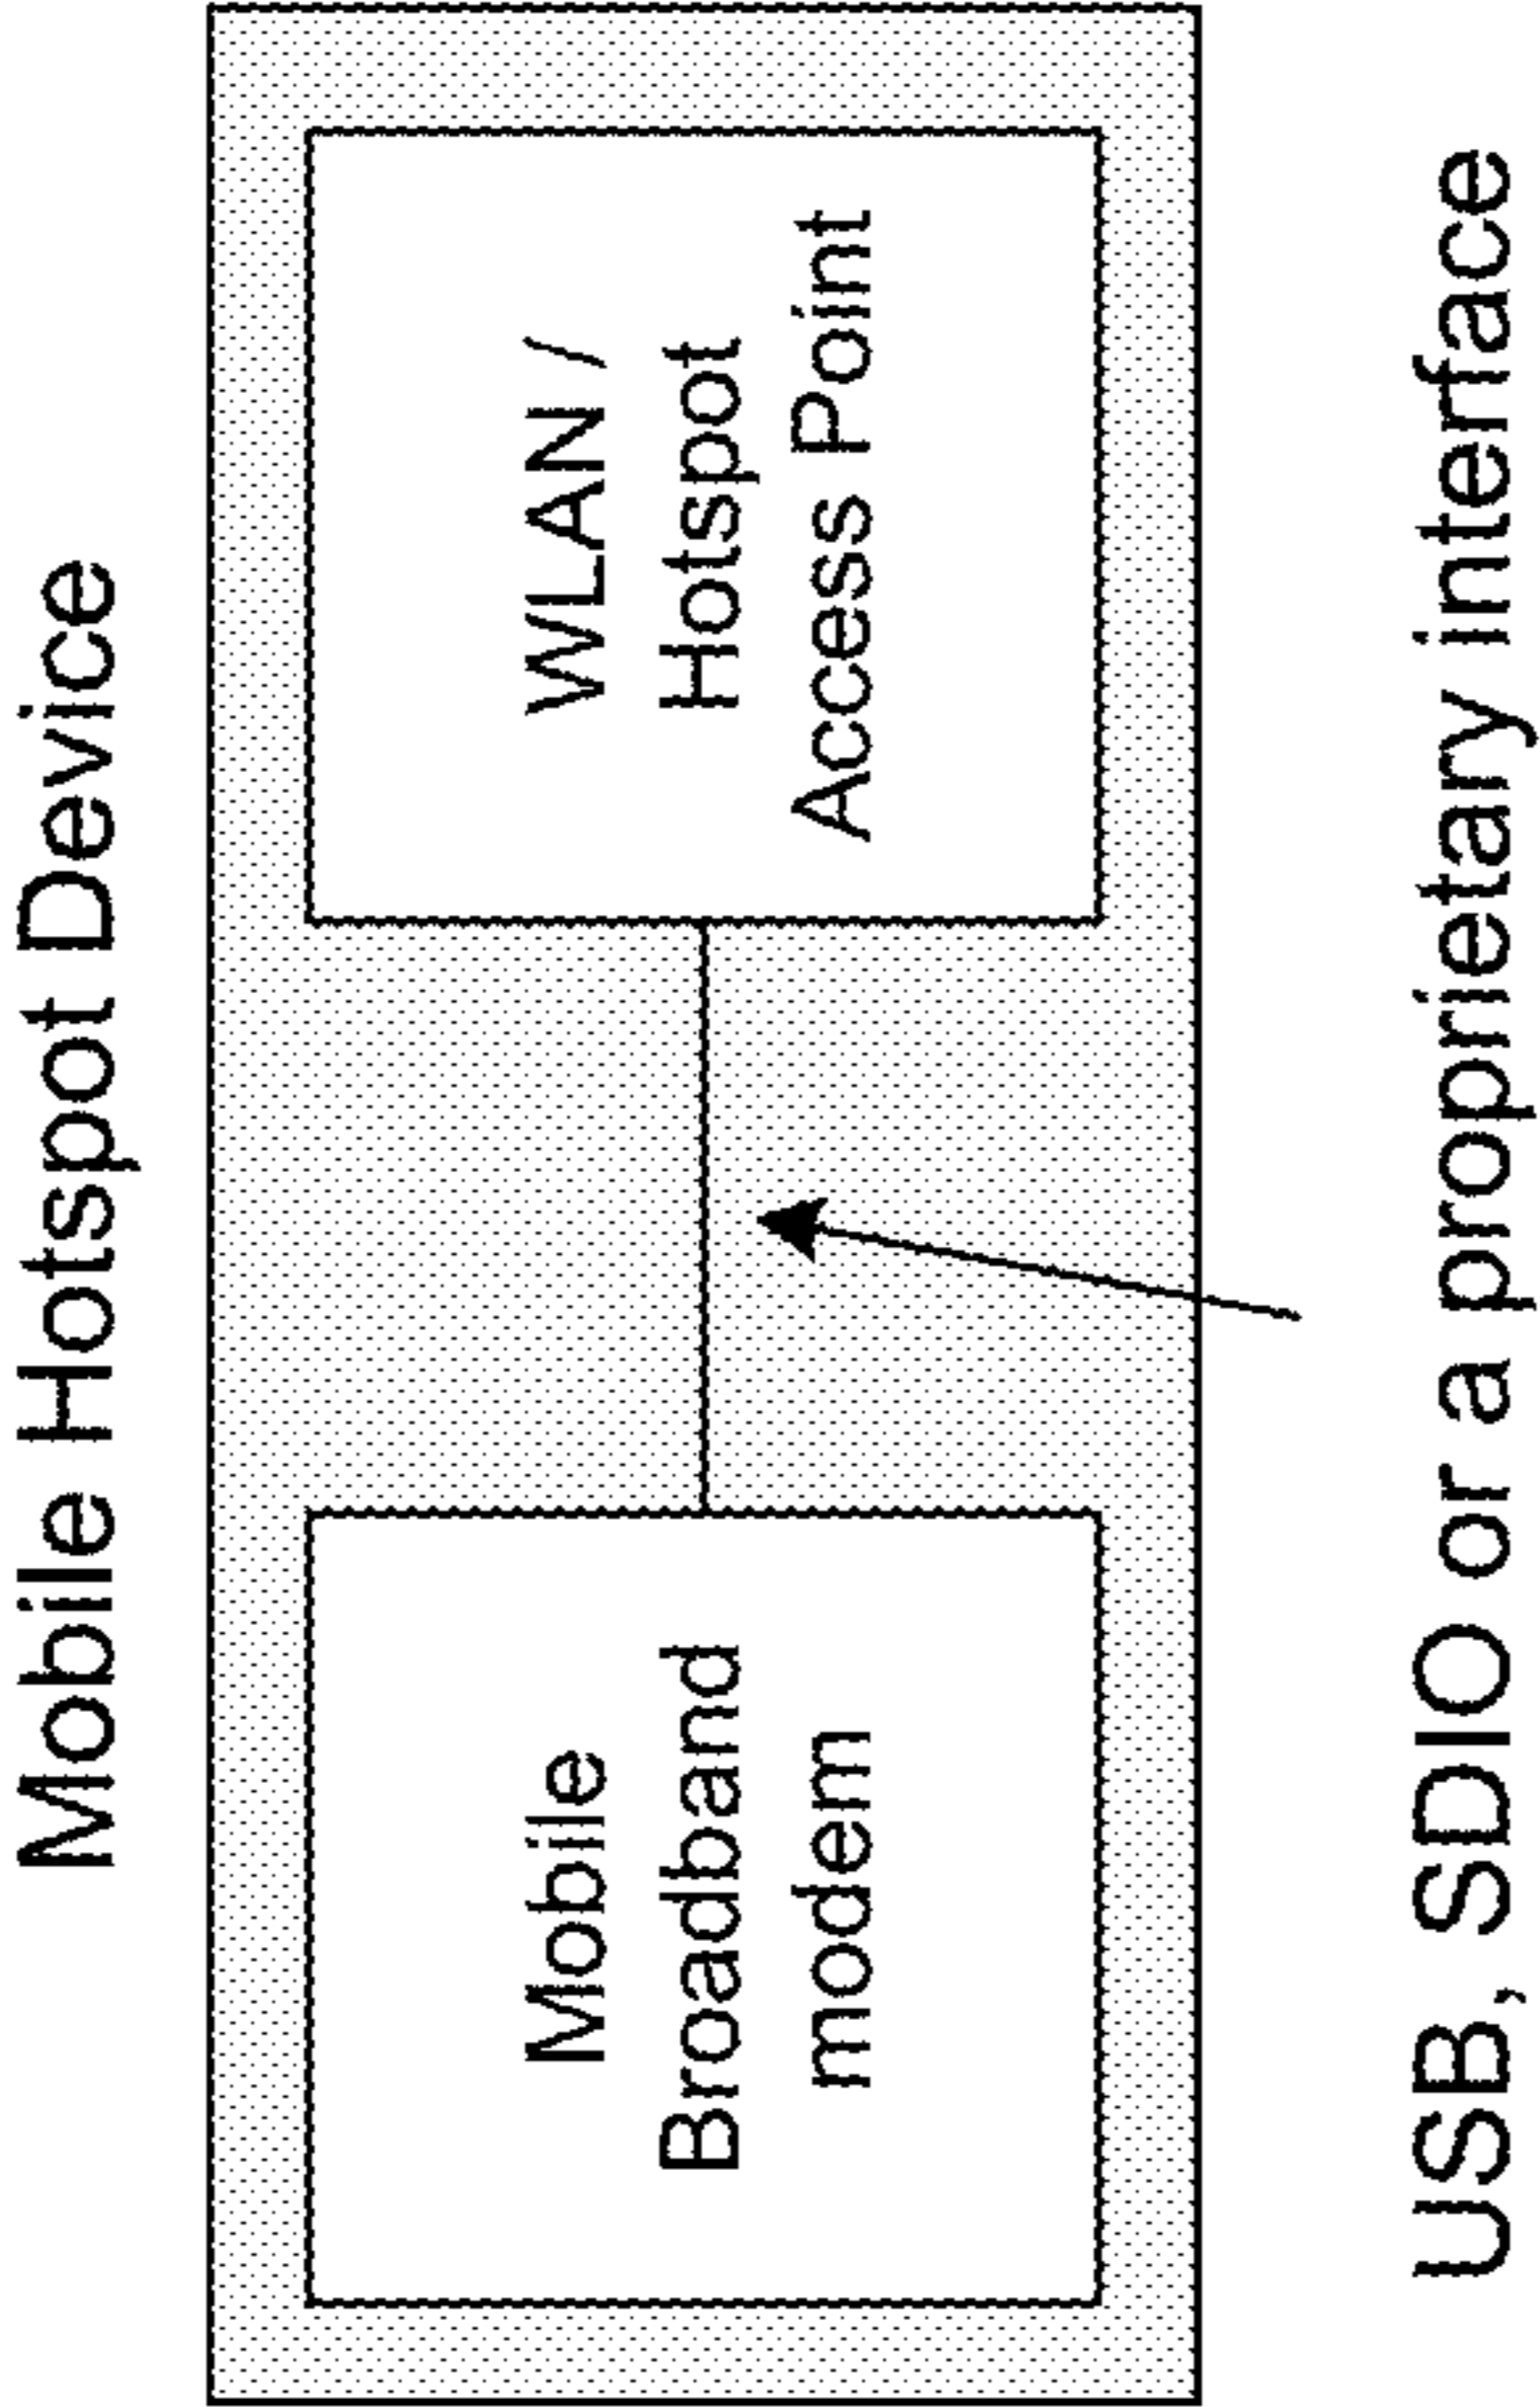 Mobile Hotspot Device
Mobile
Broadband
modem
WLAN /
Hotspot
Access Point
USB, SDIO or a proprietary interface